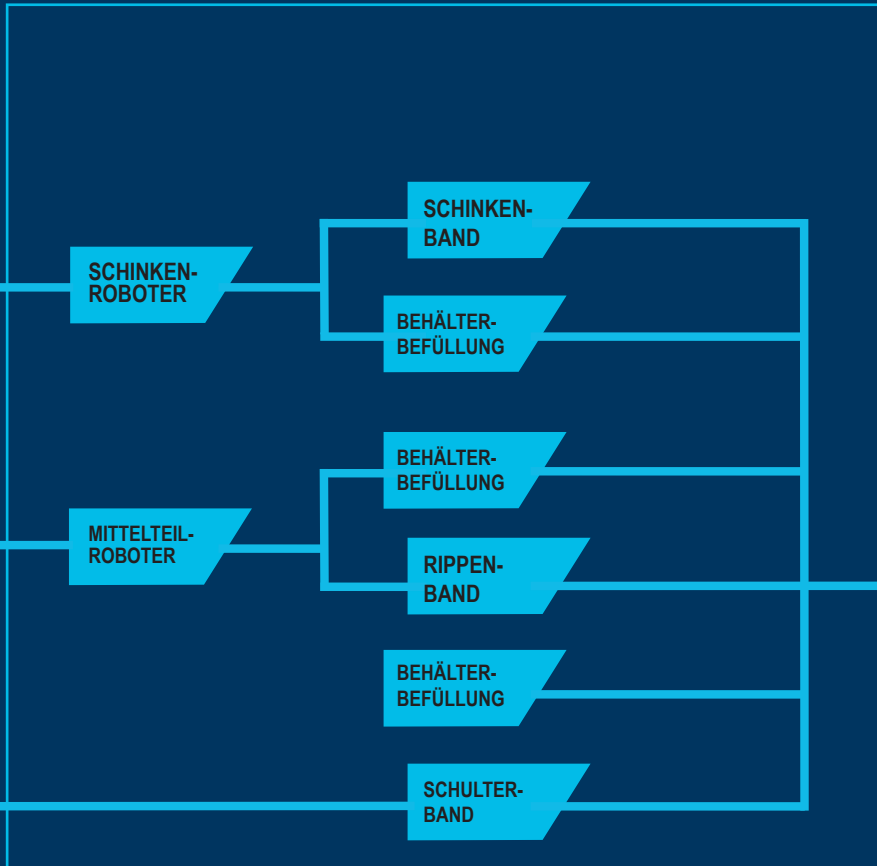 SCHINKEN-
BAND
SCHINKEN-
ROBOTER
BEHÄLTER-
BEFÜLLUNG
BEHÄLTER-
BEFÜLLUNG
MITTELTEIL-
ROBOTER
RIPPEN-
BAND
BEHÄLTER-
BEFÜLLUNG
SCHULTER-
BAND